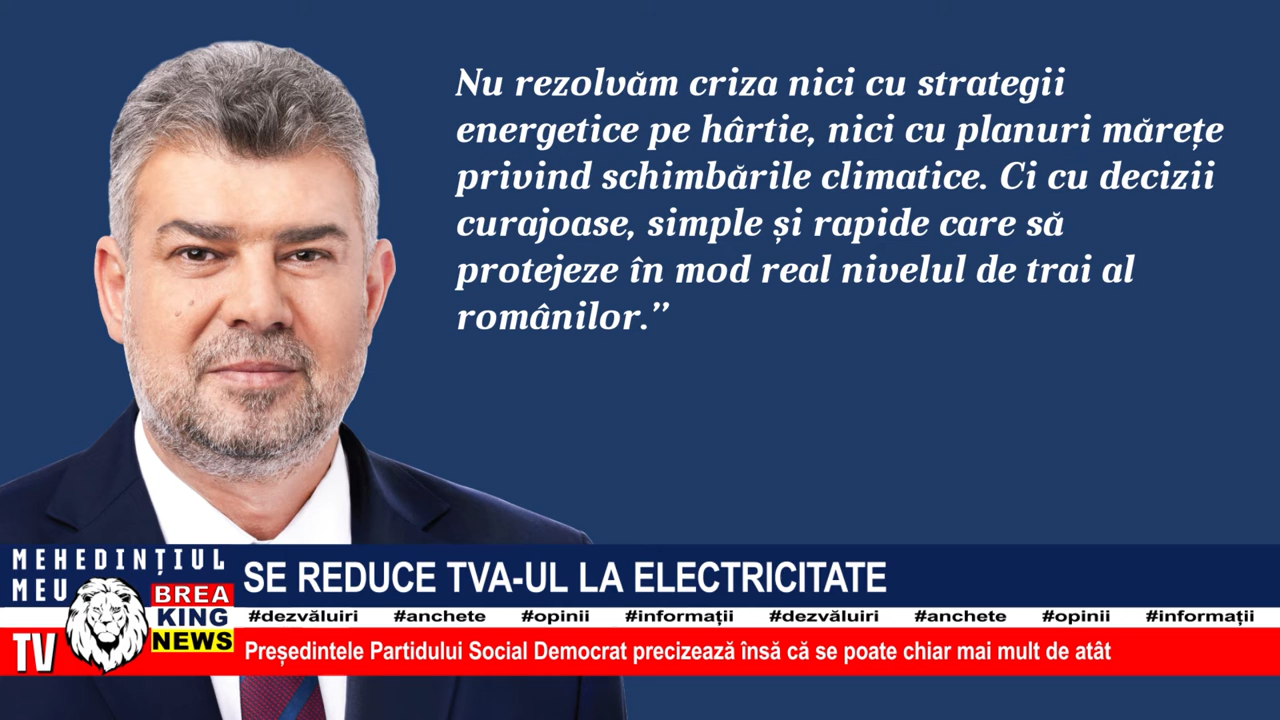 Nu rezolvăm criza nici cu strategii
energetice pe hârtie, nici cu planuri mărețe
privind schimbările climatice. Ci cu decizii
curajoase, simple și rapide care să
protejeze în mod real nivelul de trai al
românilor.”
MEHEDINȚIUL
MEU
TV
BREA
KING
NEWS
SE REDUCE TVA-UL LA ELECTRICITATE
#dezvăluiri #anchete #opinii #informații #dezvăluiri #anchete #opinii #informații
Președintele Partidului Social Democrat precizează însă că se poate chiar mai mult de atât